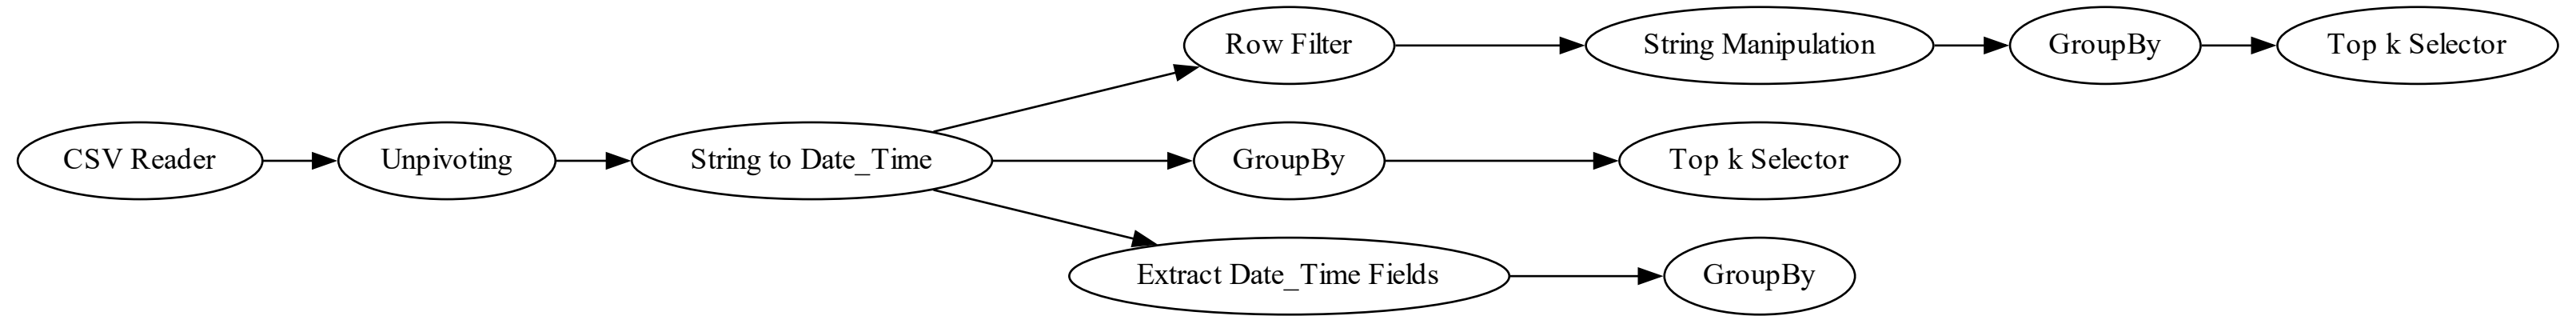 Row Filter
String Manipulation
GroupBy
Top k Selector
CSV Reader
Unpivoting
String to Date_Time
GroupBy
Top k Selector
Extract Date_Time Fields
GroupBy